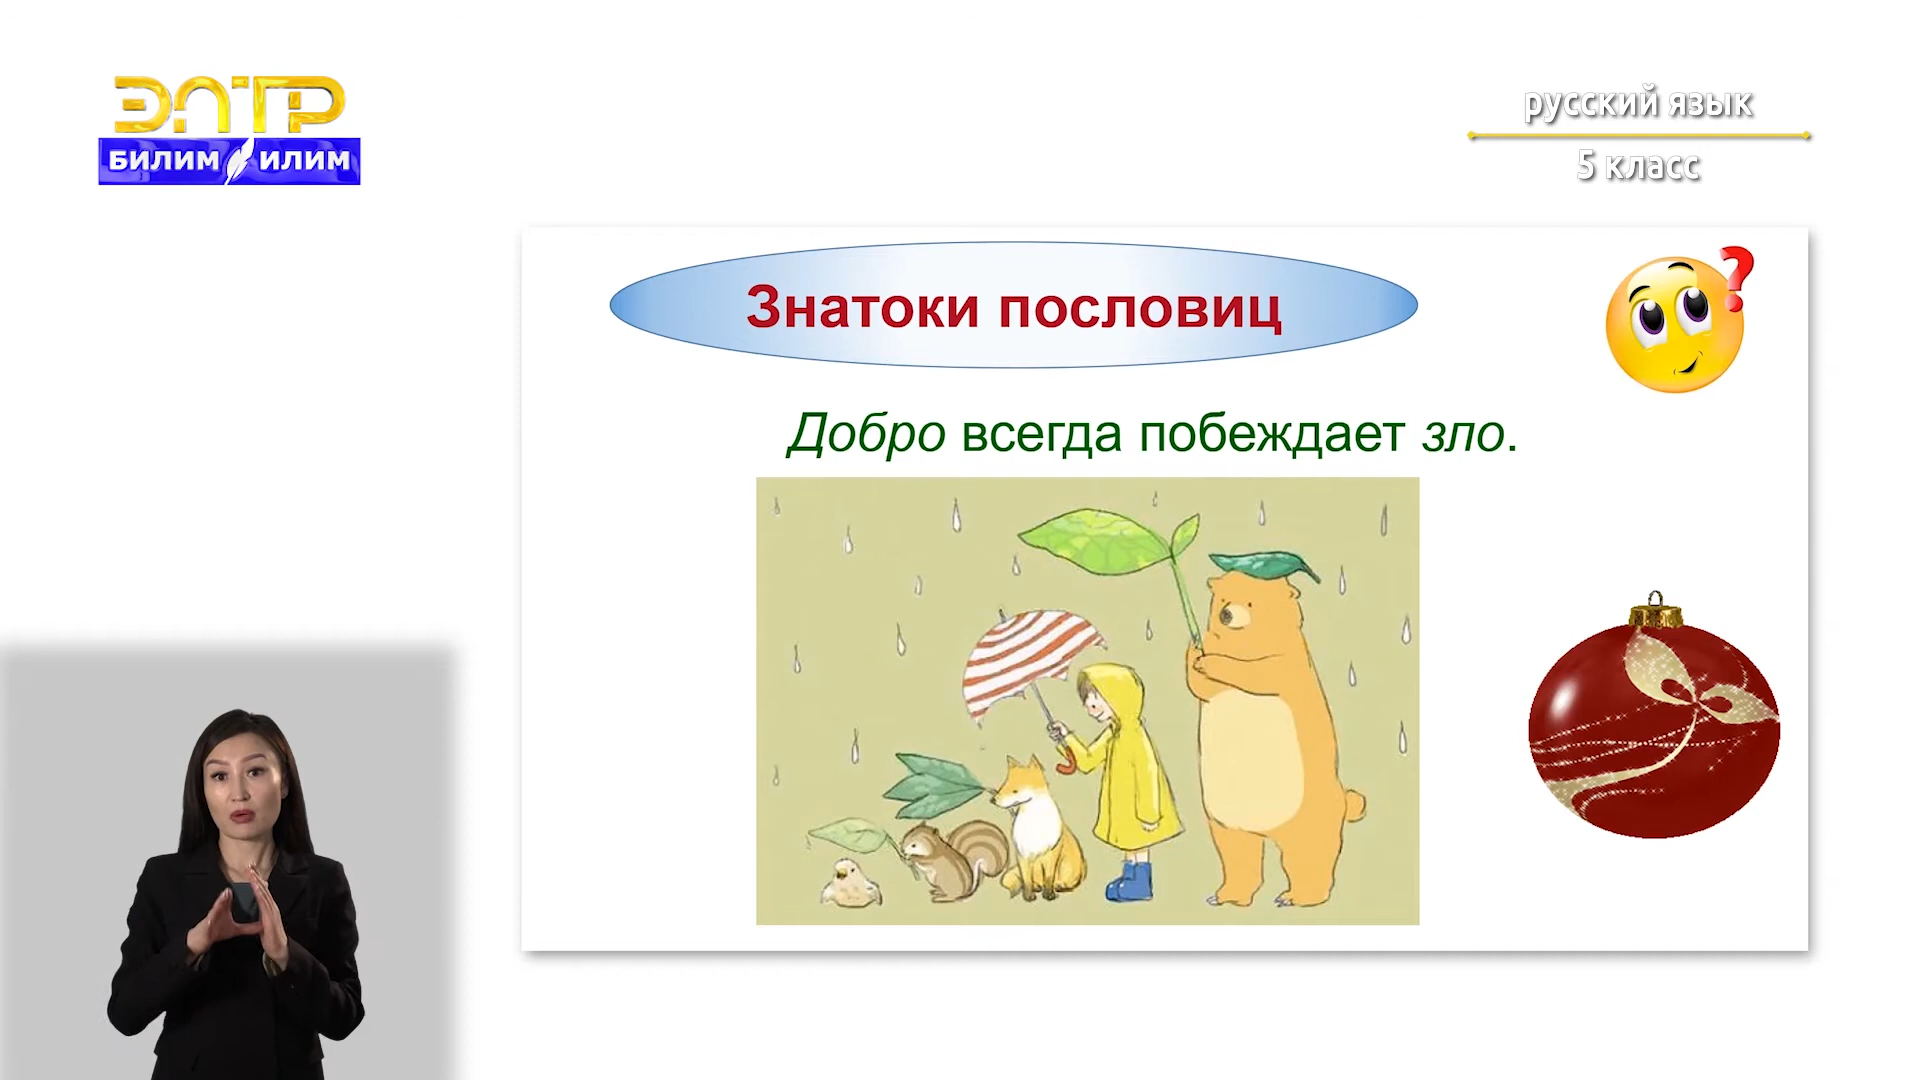 ЭЛТР
БИЛИМ ИЛИМ
русский язык
5 класс
Знатоки пословиц
?
Добро всегда побеждает зло.